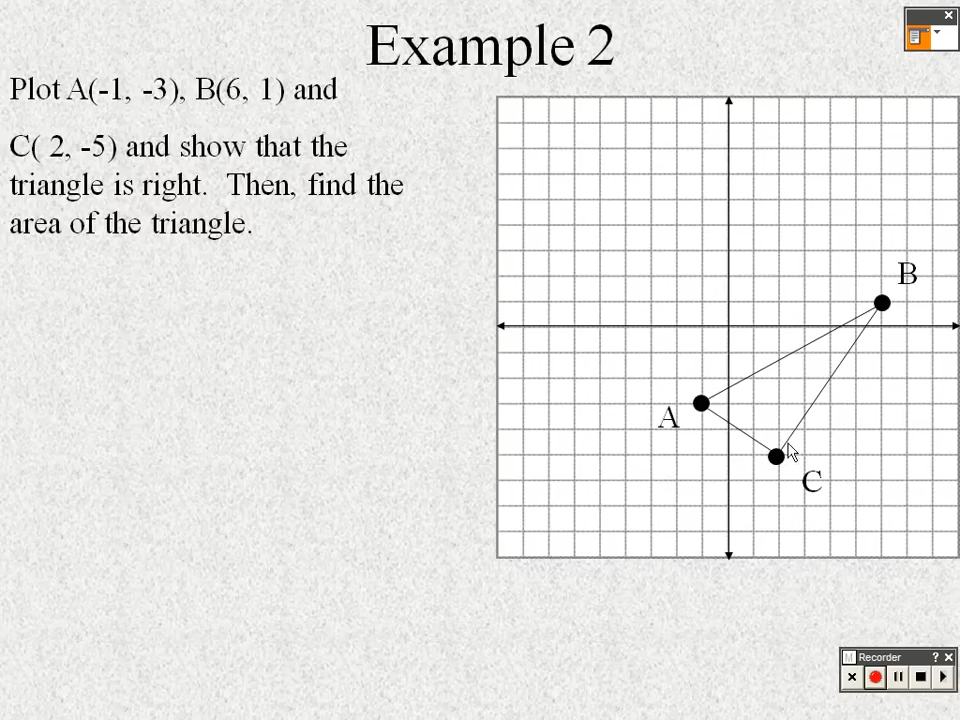 Example 2
Plot A(-1, -3), B(6, 1) and
C( 2, -5) and show that the
triangle is right.  Then, find the
area of the triangle.
B
A
C
M Recorder ? ×